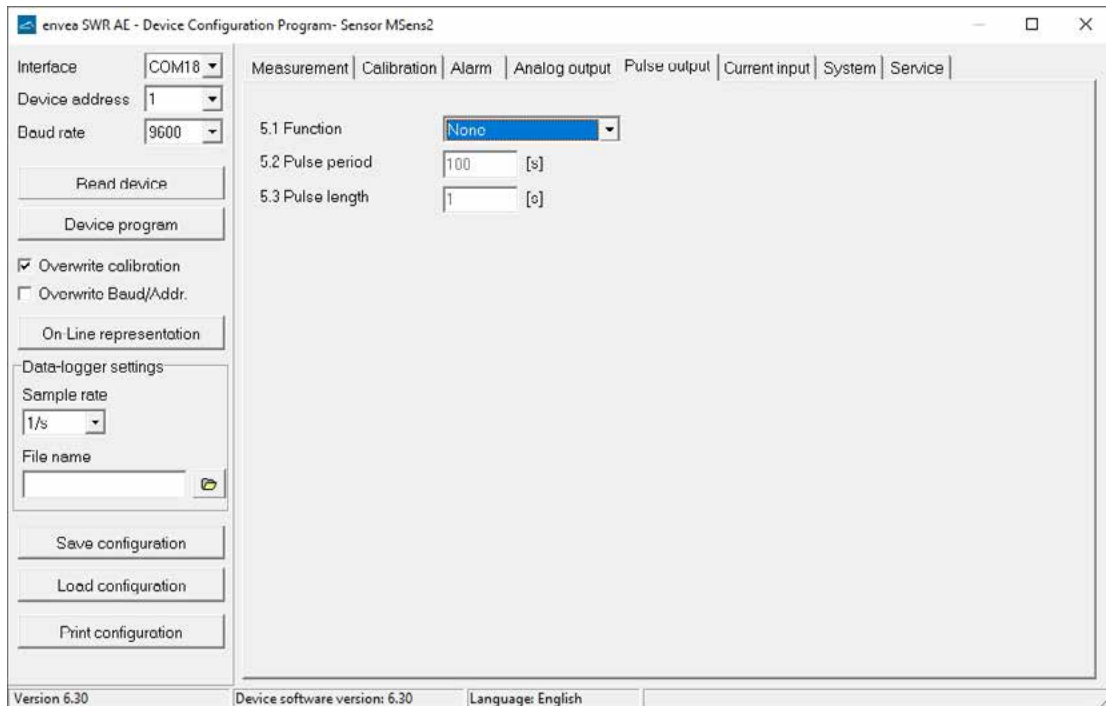 envea SWR AE - Device Configuration Program- Sensor MSens2
Interface COM18
Device address 1
Baud rate 9600
Read device
Device program
Overwrite calibration
Overwrite Baud/Addr.
On-Line representation
Data-logger settings
Sample rate
1/s
File name
Save configuration
Load configuration
Print configuration
Measurement Calibration Alarm Analog output Pulse output Current input System Service
5.1 Function None
5.2 Pulse period 100 [s]
5.3 Pulse length 1 [s]
Version 6.30 Device software version: 6.30 Language: English